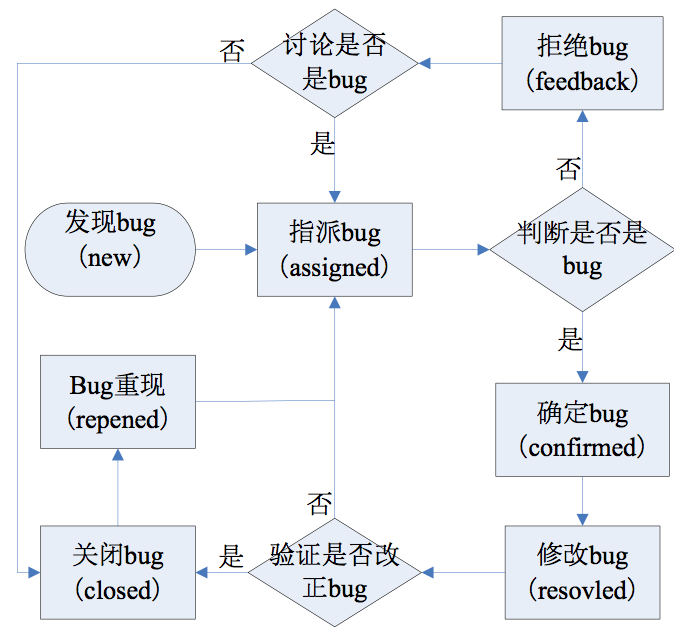 讨论是否
是bug
否
拒绝bug
（feedback）
是
否
发现bug
（new）
指派bug
（assigned）
判断是否是
bug
是
Bug重现
（repened）
确定bug
（confirmed）
否
关闭bug
（closed）
是
验证是否改
正bug
修改bug
（resovled）